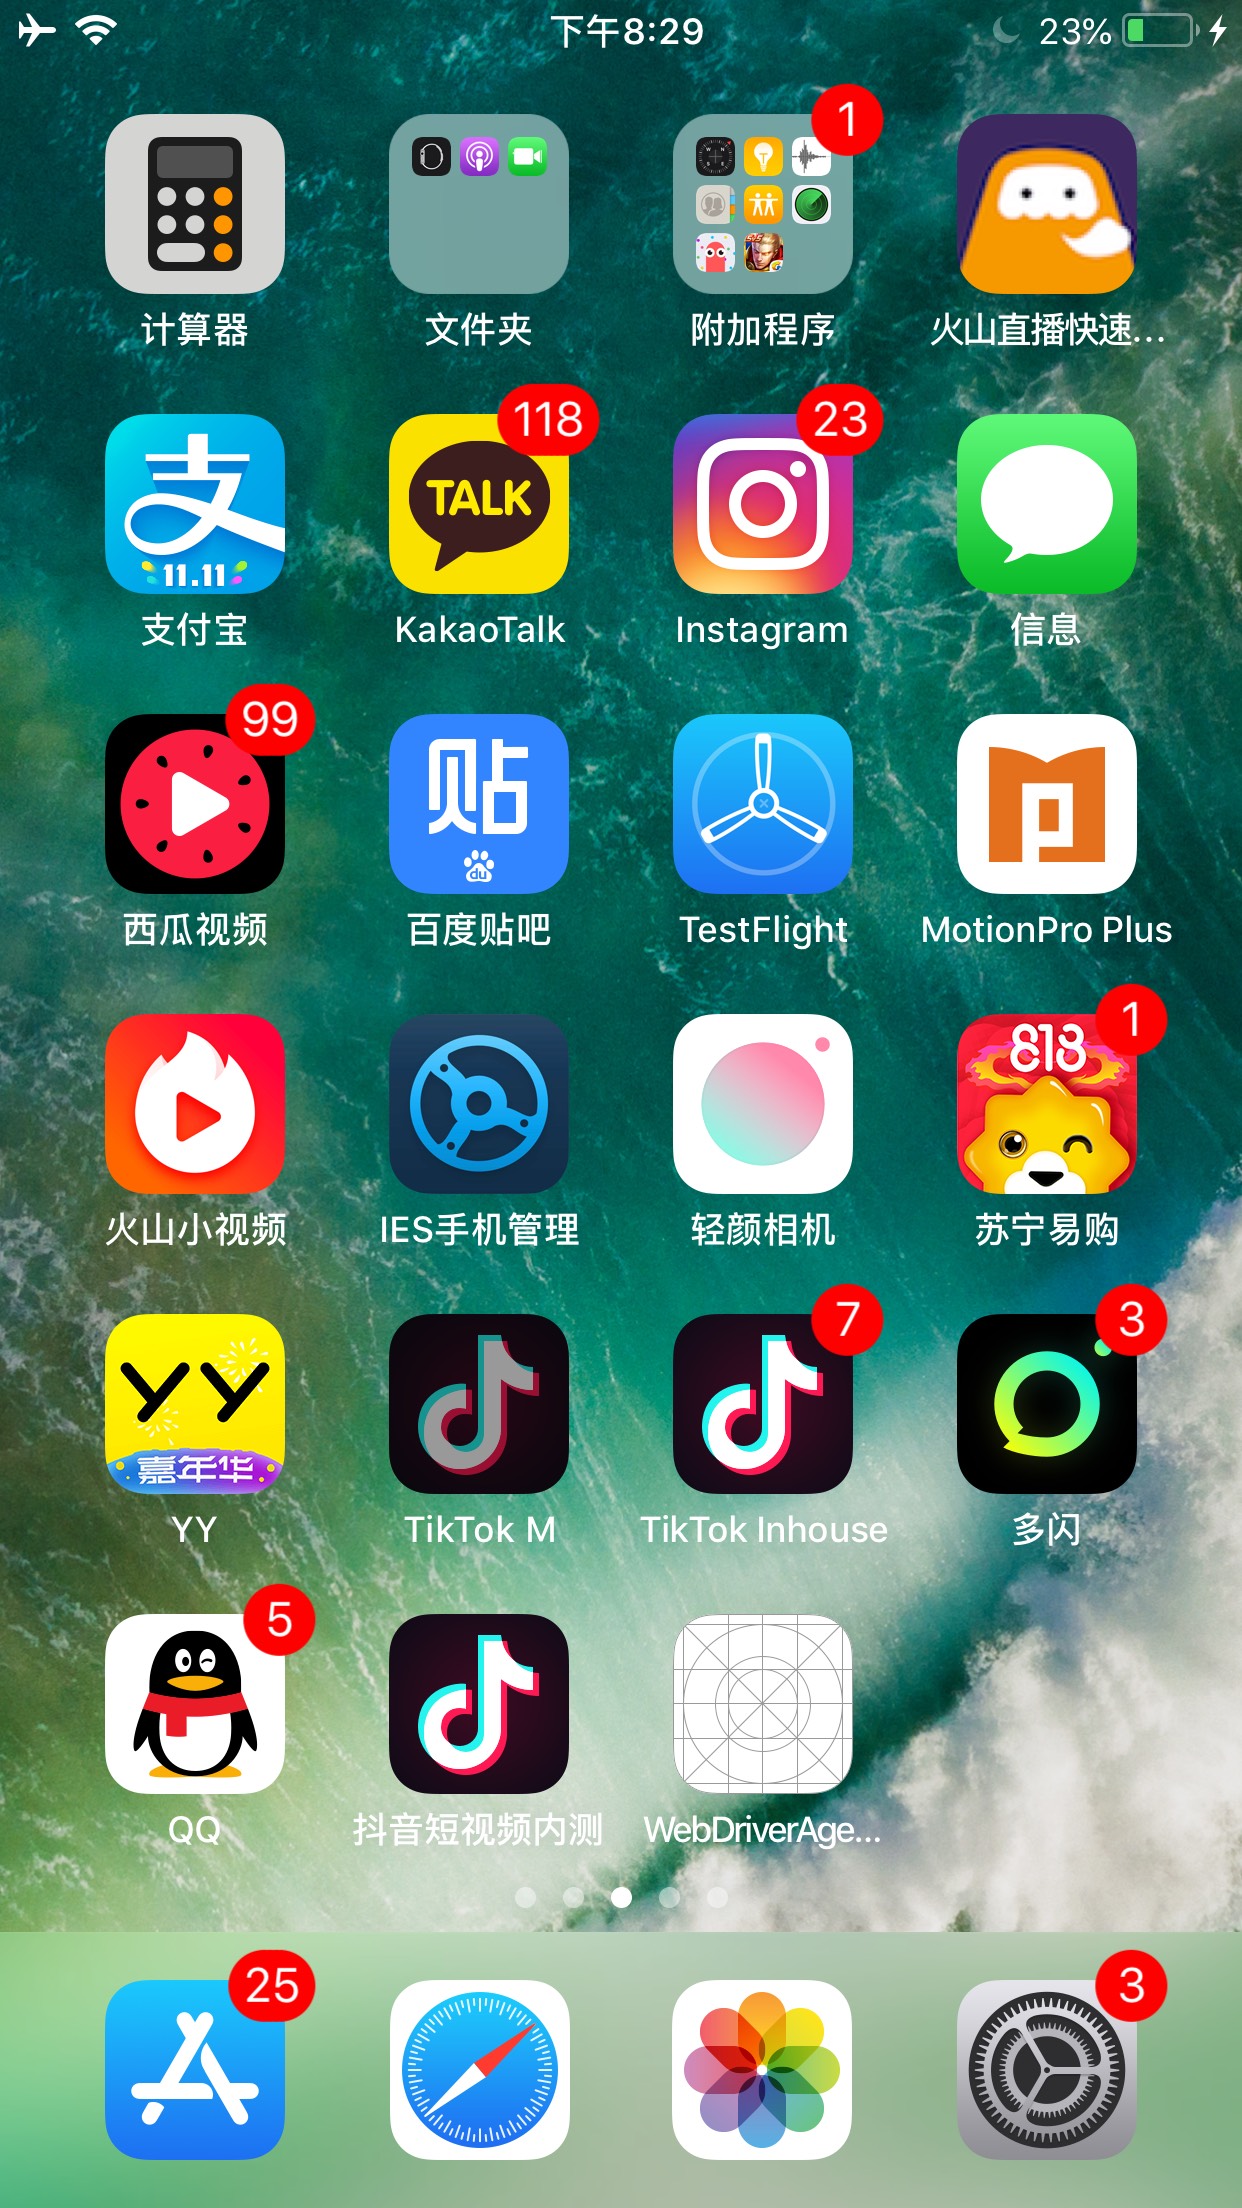 下午8:29
23%
1
计算器
文件夹
附加程序
火山直播快速...
118
23
TALK
支
11.11
支付宝
KakaoTalk
Instagram
信息
99
贴
du
西瓜视频
百度贴吧
TestFlight
MotionPro Plus
1
818
火山小视频
IES手机管理
轻颜相机
苏宁易购
7
3
YY
嘉年华
YY
TikTok M
TikTok Inhouse
多闪
5
QQ
抖音短视频内测
WebDriverAge...
25
3